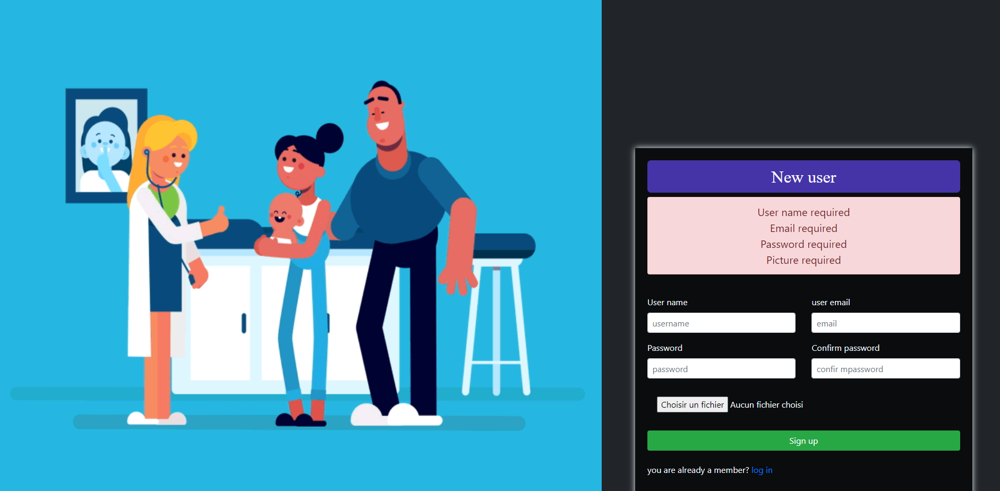 New user
User name required
Email required
Password required
Picture required
User name
user email
username
email
Password
Confirm password
password
confir mpassword
Choisir un fichier Aucun fichier choisi
Sign up
you are already a member? log in